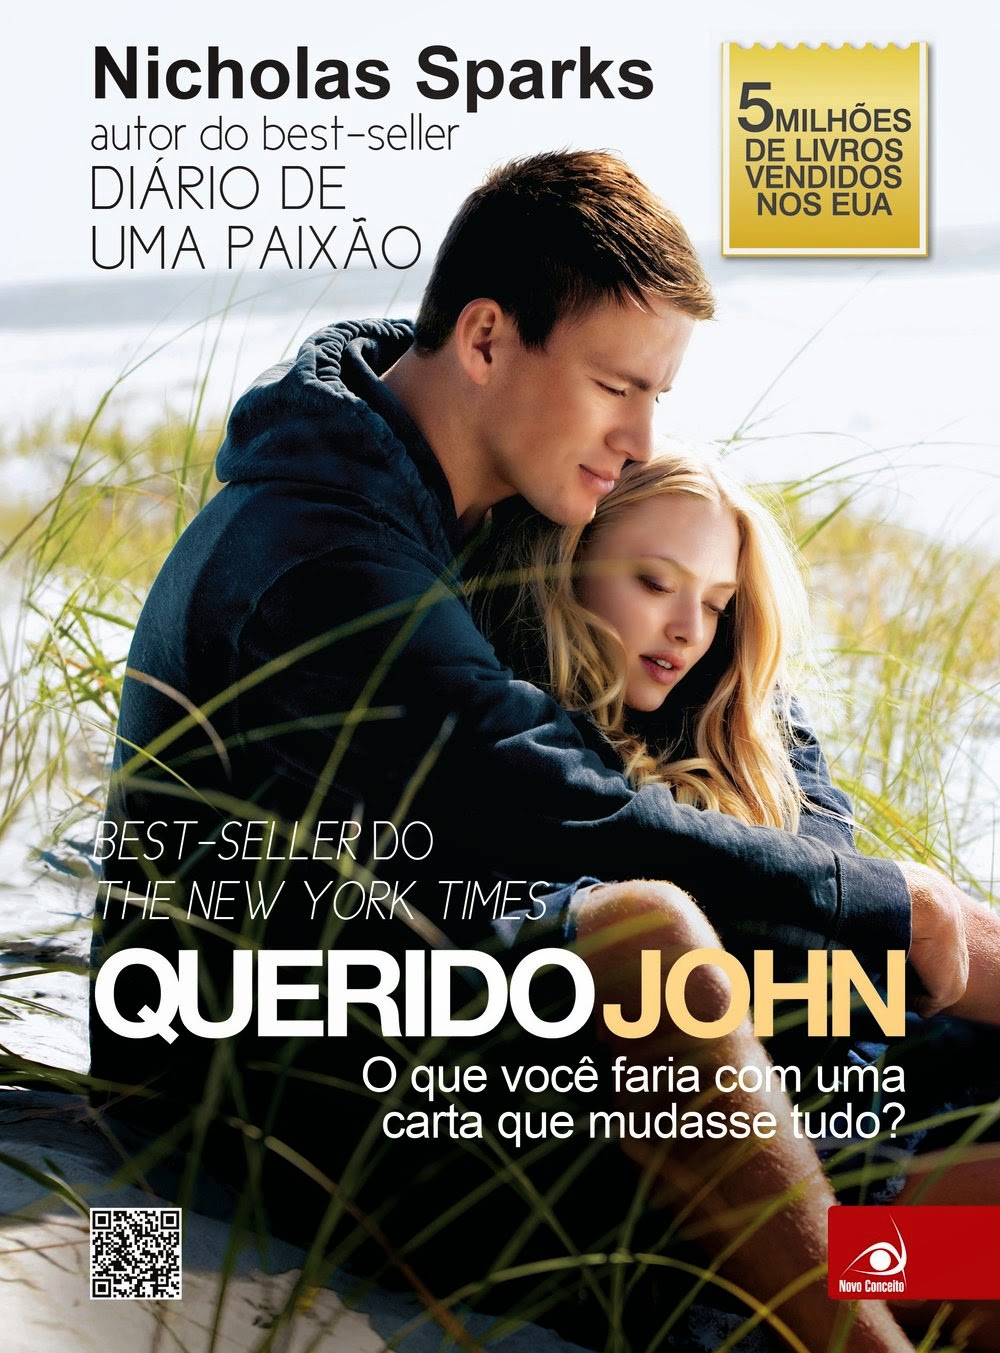 Nicholas Sparks
autor do best-seller
DIÁRIO DE
UMA PAIXÃO
5 MILHÕES
DE LIVROS
VENDIDOS
NOS EUA
BEST-SELLER DO
THE NEW YORK TIMES
QUERIDO JOHN
O que você faria com uma
carta que mudasse tudo?
Novo Conceito